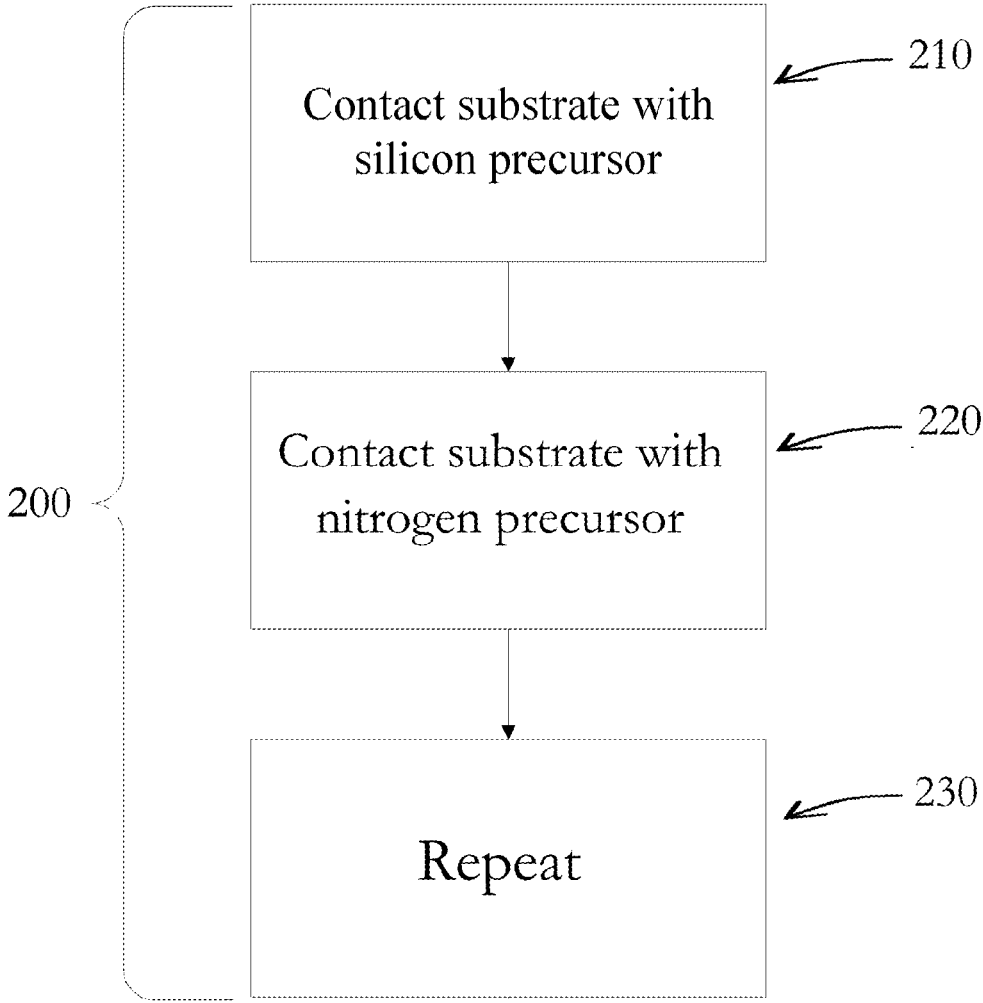 210
Contact substrate with
silicon precursor
220
Contact substrate with
nitrogen precursor
200
230
Repeat